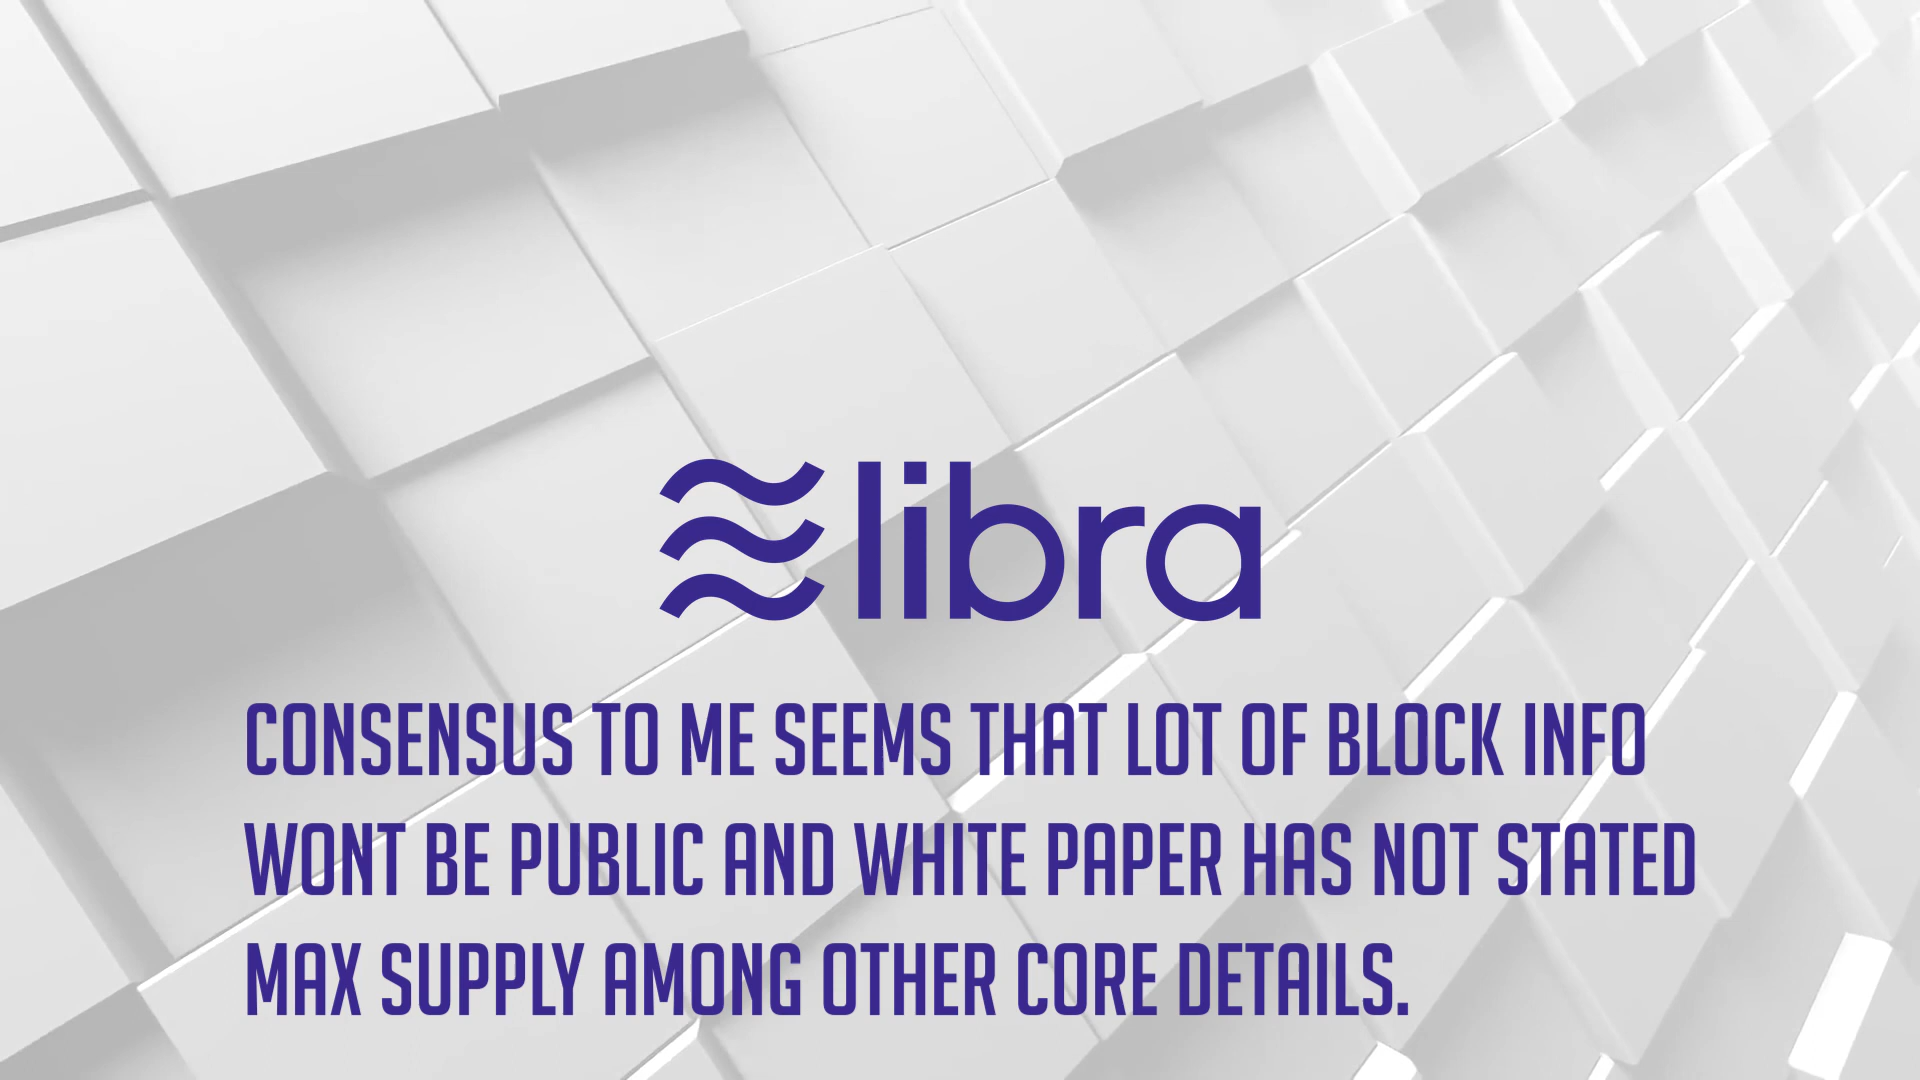 libra
CONSENSUS TO ME SEEMS THAT LOT OF BLOCK INFO
WONT BE PUBLIC AND WHITE PAPER HAS NOT STATED
MAX SUPPLY AMONG OTHER CORE DETAILS.